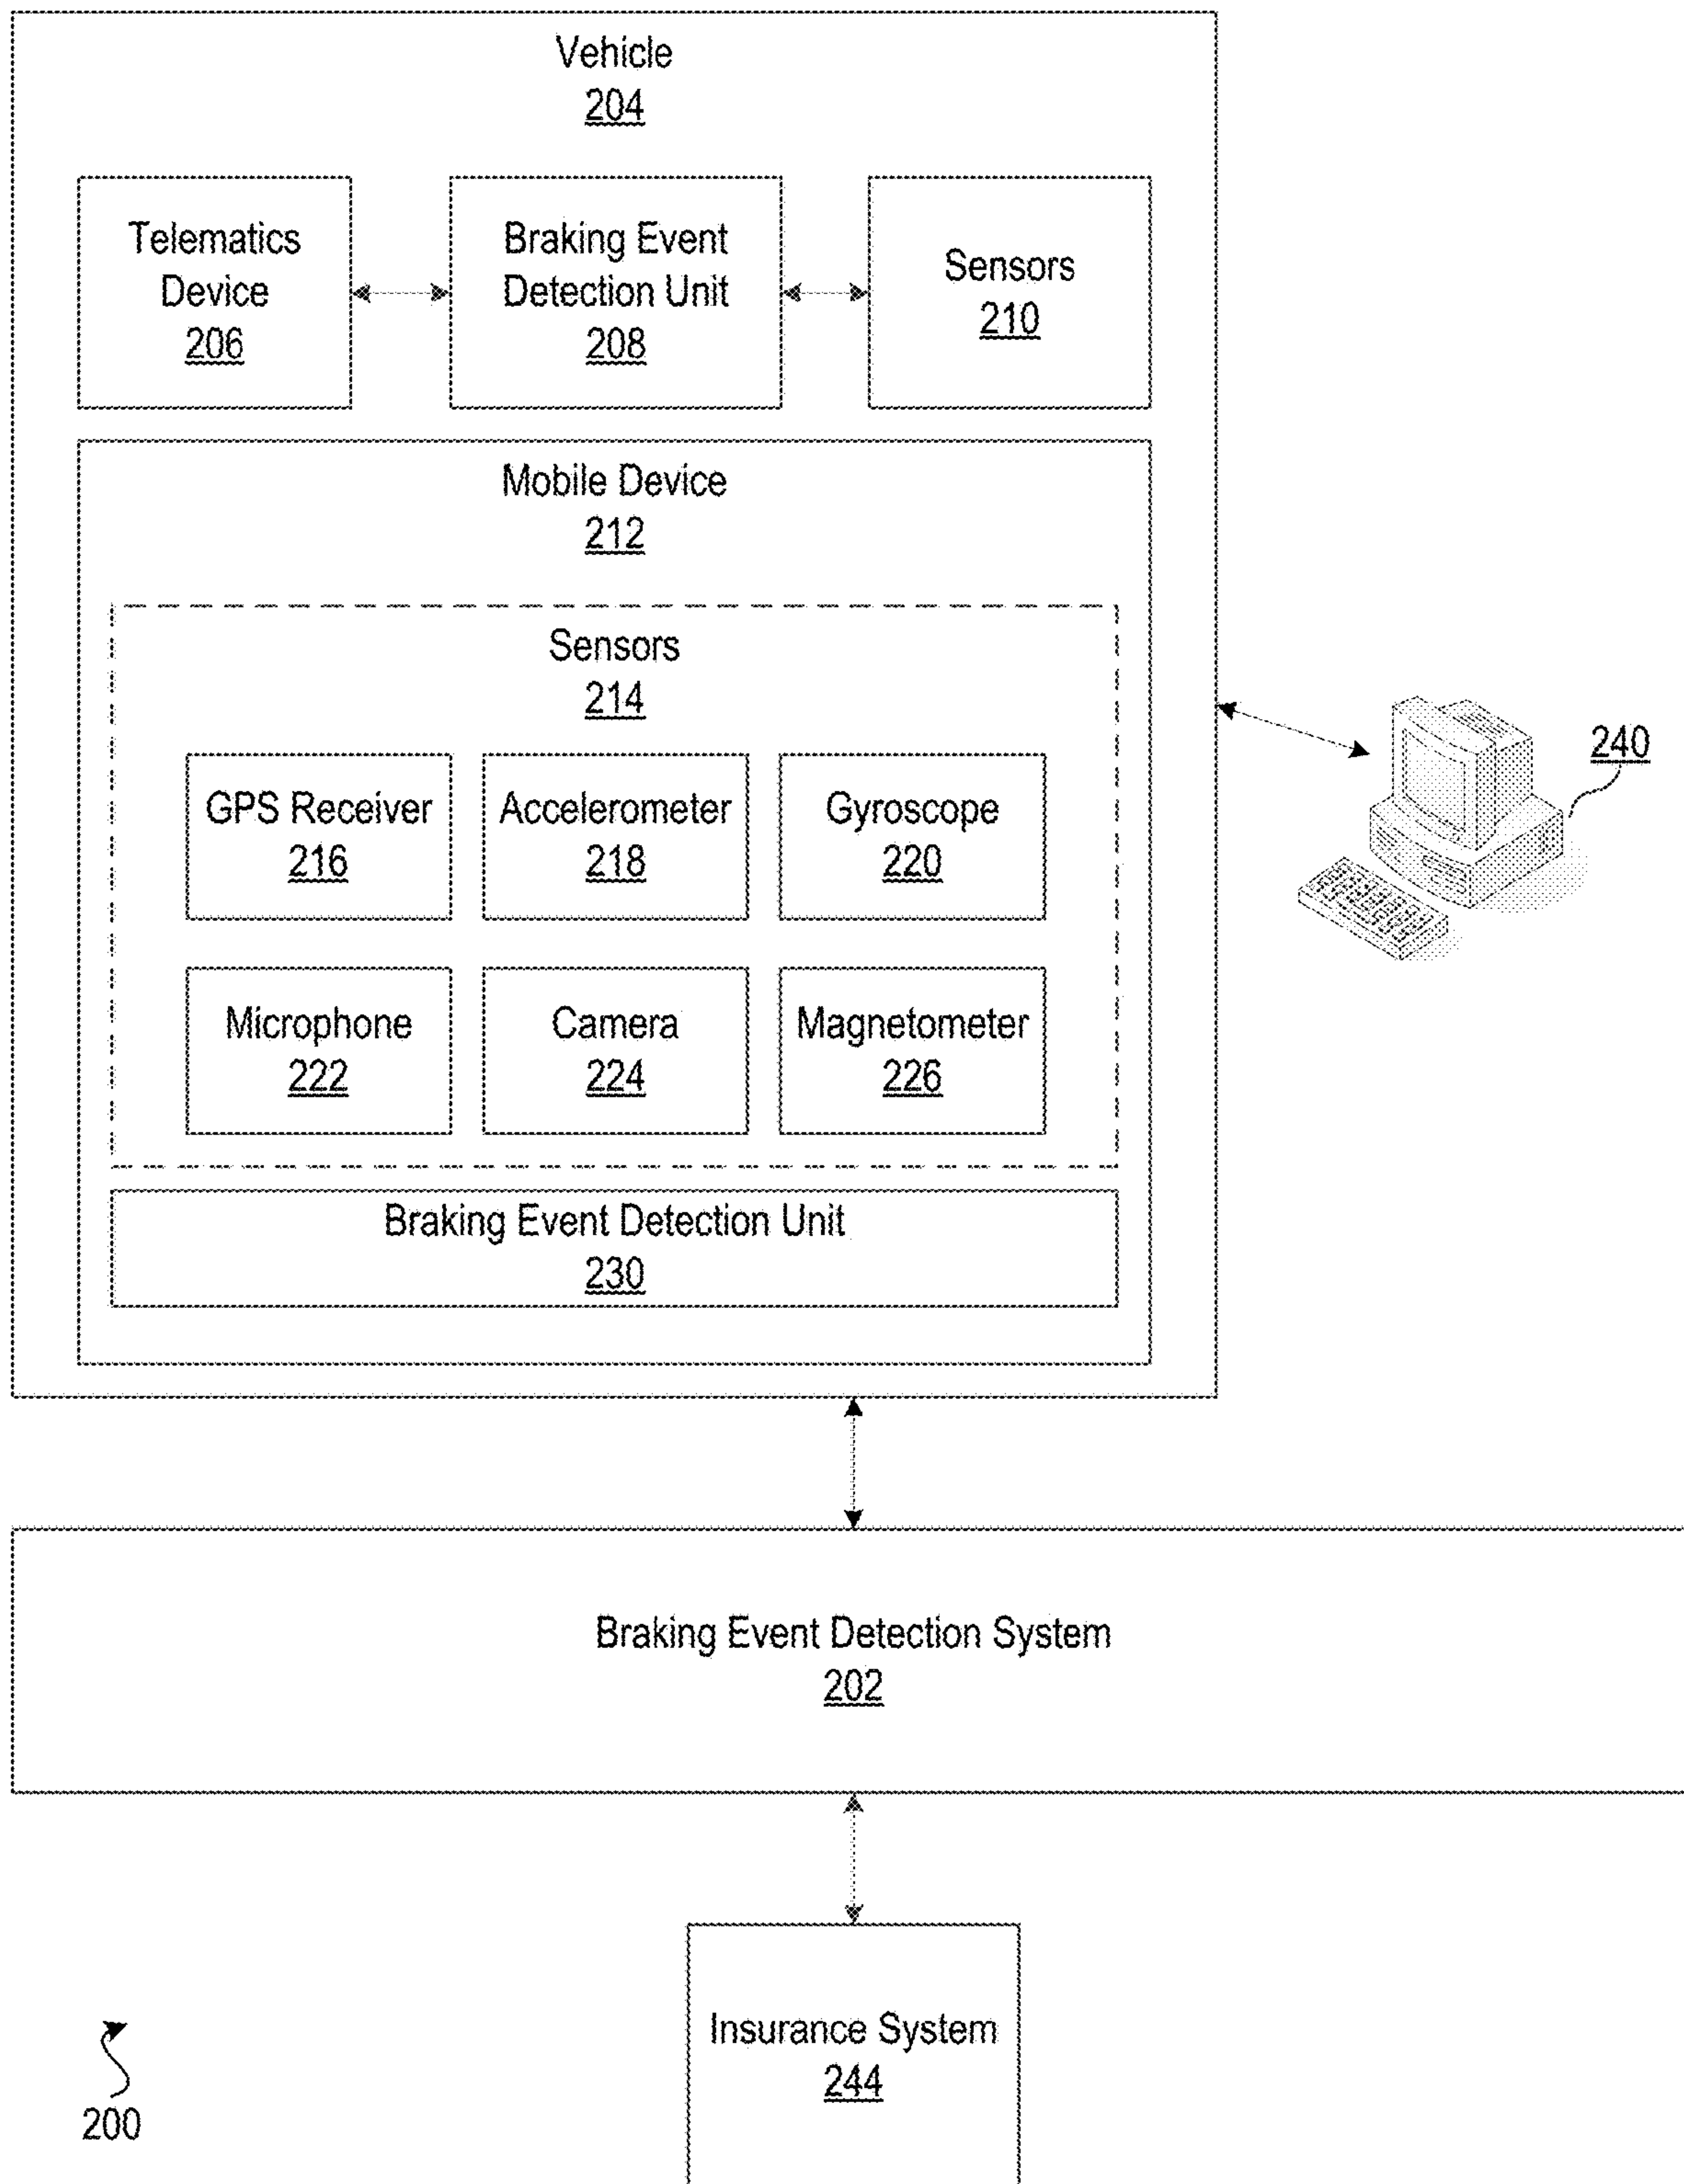 Vehicle
204
Telematics
Device
206
Braking Event
Detection Unit
208
Sensors
210
Mobile Device
212
Sensors
214
GPS Receiver
216
Accelerometer
218
Gyroscope
220
Microphone
222
Camera
224
Magnetometer
226
Braking Event Detection Unit
230
240
Braking Event Detection System
202
Insurance System
244
200